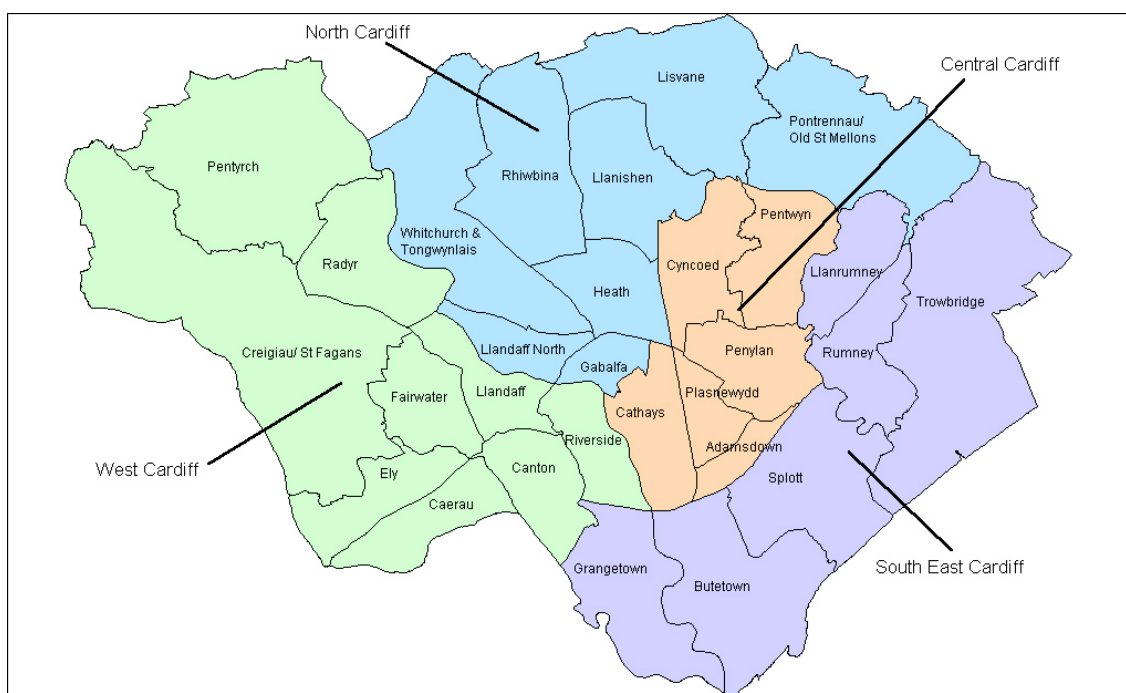 North Cardiff
Central Cardiff
Lisvane
Pontrennau/
Old St Mellons
Pentyrch
Rhiwbina
Llanishen
Pentwyn
Whitchurch &
Tongwynlais
Radyr
Cyncoed
Llanrumney
Heath
Trowbridge
Creigiau/ St Fagans
Llandaff North
Penylan
Rumney
Gabalfa
Fairwater
Llandaff
Plasnewydd
Cathays
Riverside
Adamsdown
West Cardiff
Ely
Canton
Splott
Caerau
South East Cardiff
Grangetown
Butetown